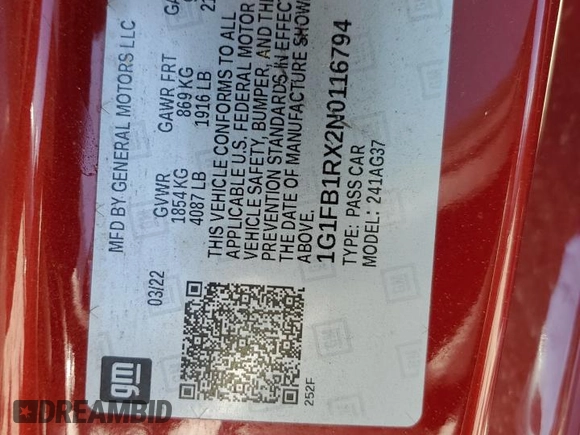 MFD BY GENERAL MOTORS LLC
03/22
GVWR
1854 KG
4087 LB
GAWR FRT
869 KG
1916 LB
THIS VEHICLE CONFORMS TO ALL
APPLICABLE U.S. FEDERAL MOTOR
VEHICLE SAFETY, BUMPER, AND
PREVENTION STANDARDS IN EFFECT
THE DATE OF MANUFACTURE SHOWN
ABOVE.
1G1FB1RX2N0116794
TYPE: PASS CAR
MODEL: 241AG37
gm
252F
DREAMBID